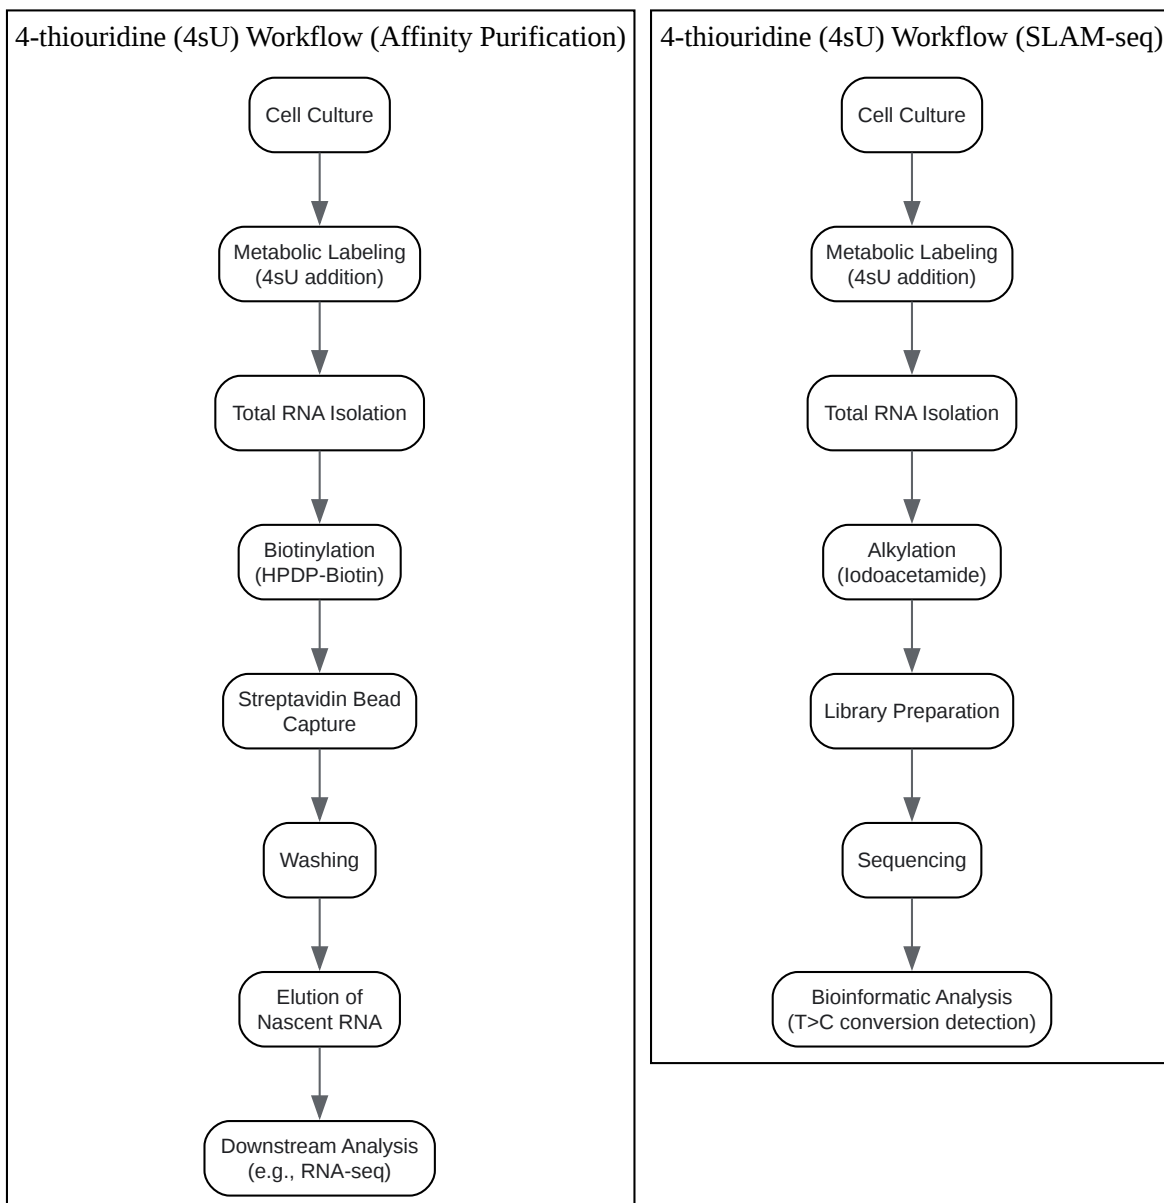 4-thiouridine (4sU) Workflow (Affinity Purification)
Cell Culture
Metabolic Labeling
(4sU addition)
Total RNA Isolation
Biotinylation
(HPDP-Biotin)
Streptavidin Bead
Capture
Washing
Elution of
Nascent RNA
Downstream Analysis
(e.g., RNA-seq)
4-thiouridine (4sU) Workflow (SLAM-seq)
Cell Culture
Metabolic Labeling
(4sU addition)
Total RNA Isolation
Alkylation
(Iodoacetamide)
Library Preparation
Sequencing
Bioinformatic Analysis
(T>C conversion detection)